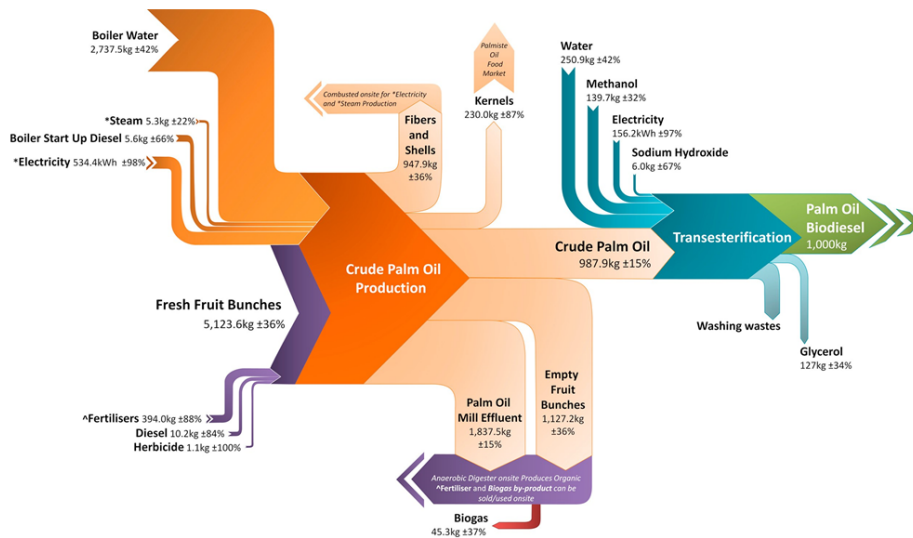 Boiler Water
2,737.5kg ±42%
*Steam 5.3kg ±22%
Boiler Start Up Diesel 5.6kg ±66%
*Electricity 534.4kWh ±98%
Combusted onsite for *Electricity
and *Steam Production
Fibers
and
Shells
947.9kg
±36%
Palmiste
Oil
Food
Market
Kernels
230.0kg ±87%
Water
250.9kg ±42%
Methanol
139.7kg ±32%
Electricity
156.2kWh ±97%
Sodium Hydroxide
6.0kg ±67%
Fresh Fruit Bunches
5,123.6kg ±36%
Crude Palm Oil
Production
Crude Palm Oil
987.9kg ±15%
Transesterification
Palm Oil
Biodiesel
1,000kg
Washing wastes
Glycerol
127kg ±34%
^Fertilisers 394.0kg ±88%
Diesel 10.2kg ±84%
Herbicide 1.1kg ±100%
Palm Oil
Mill Effluent
1,837.5kg
±15%
Empty
Fruit
Bunches
1,127.2kg
±36%
Anaerobic Digester onsite Produces Organic
^Fertiliser and Biogas by-product can be
sold/used onsite
Biogas
45.3kg ±37%